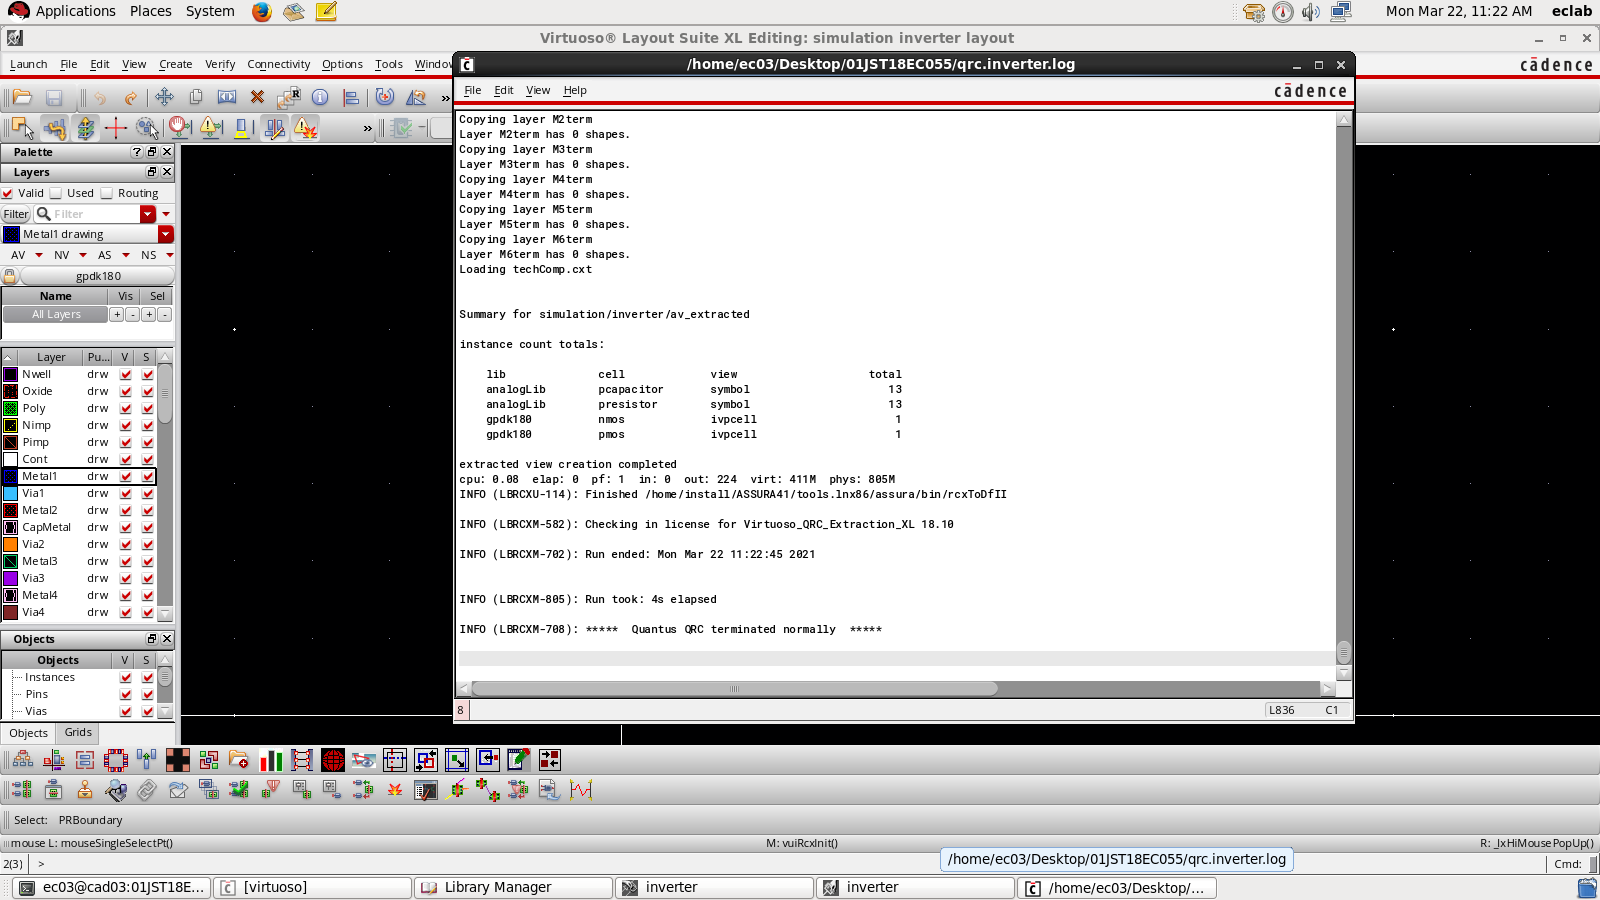 Applications Places System Mon Mar 22, 11:22 AM eclab
Virtuoso® Layout Suite XL Editing: simulation inverter layout
Launch File Edit View Create Verify Connectivity Options Tools Windo
cādence
/home/ec03/Desktop/01JST18EC055/qrc.inverter.log
File Edit View Help cādence
Copying layer M2term
Layer M2term has 0 shapes.
Copying layer M3term
Layer M3term has 0 shapes.
Copying layer M4term
Layer M4term has 0 shapes.
Copying layer M5term
Layer M5term has 0 shapes.
Copying layer M6term
Layer M6term has 0 shapes.
Loading techComp.cxt
Summary for simulation/inverter/av_extracted
instance count totals:
lib cell view total
analogLib pcapacitor symbol 13
analogLib presistor symbol 13
gpdk180 nmos ivpcell 1
gpdk180 pmos ivpcell 1
extracted view creation completed
cpu: 0.08 elap: 0 pf: 1 in: 0 out: 224 virt: 411M phys: 805M
INFO (LBRCXU-114): Finished /home/install/ASSURA41/tools.lnx86/assura/bin/rcxToDfII
INFO (LBRCXM-582): Checking in license for Virtuoso_QRC_Extraction_XL 18.10
INFO (LBRCXM-702): Run ended: Mon Mar 22 11:22:45 2021
INFO (LBRCXM-805): Run took: 4s elapsed
INFO (LBRCXM-708): ***** Quantus QRC terminated normally *****
8 L836 C1
Palette
Layers
Valid Used Routing
Filter Filter
Metal1 drawing
AV NV AS NS
gpdk180
Name Vis Sel
All Layers + - + -
Layer Pu... V S
Nwell drw
Oxide drw
Poly drw
Nimp drw
Pimp drw
Cont drw
Metal1 drw
Via1 drw
Metal2 drw
CapMetal drw
Via2 drw
Metal3 drw
Via3 drw
Metal4 drw
Via4 drw
Objects
Objects V S
Instances
Pins
Vias
Objects Grids
Select: PRBoundary
mouse L: mouseSingleSelectPt() M: vuiRcxInit() R: _lxHiMousePopUp()
2(3) > Cmd:
/home/ec03/Desktop/01JST18EC055/qrc.inverter.log
ec03@cad03:01JST18E... [virtuoso] Library Manager inverter inverter /home/ec03/Desktop/...